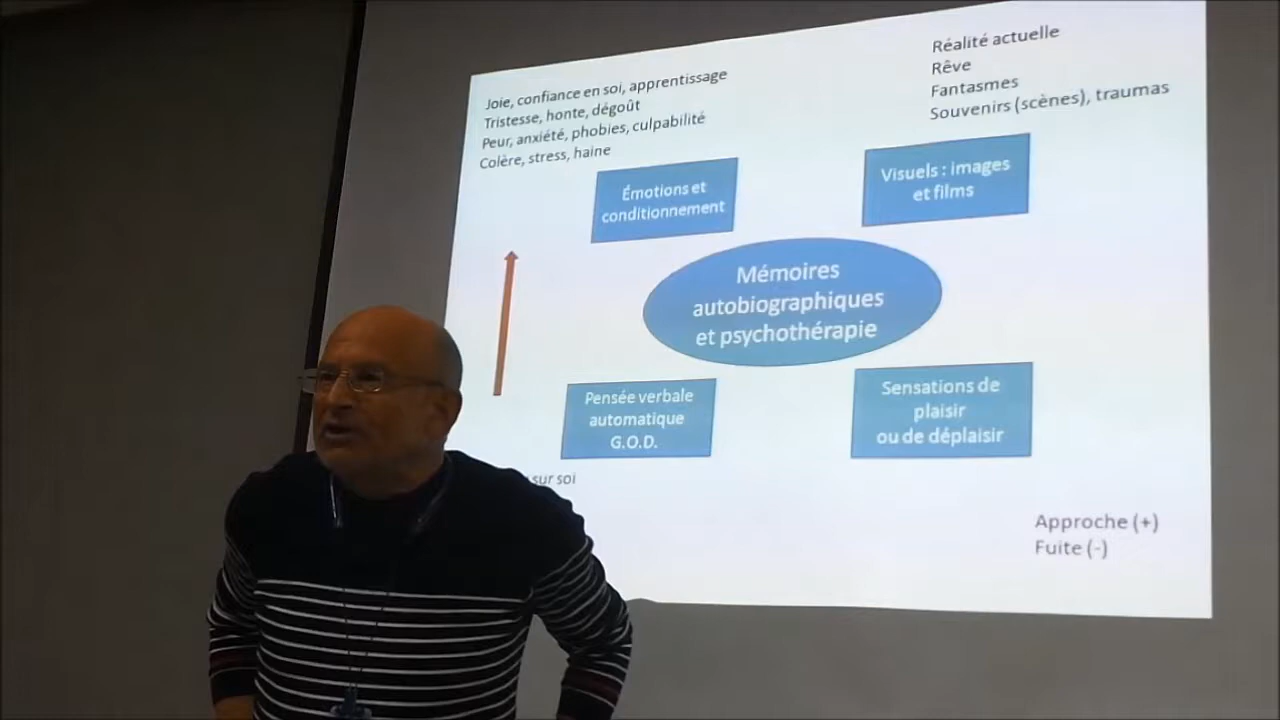 Joie, confiance en soi, apprentissage
Tristesse, honte, dégoût
Peur, anxiété, phobies, culpabilité
Colère, stress, haine
Réalité actuelle
Rêve
Fantasmes
Souvenirs (scènes), traumas
Émotions et
conditionnement
Visuels : images
et films
Mémoires
autobiographiques
et psychothérapie
Pensée verbale
automatique
G.O.D.
Sensations de
plaisir
ou de déplaisir
sur soi
Approche (+)
Fuite (-)